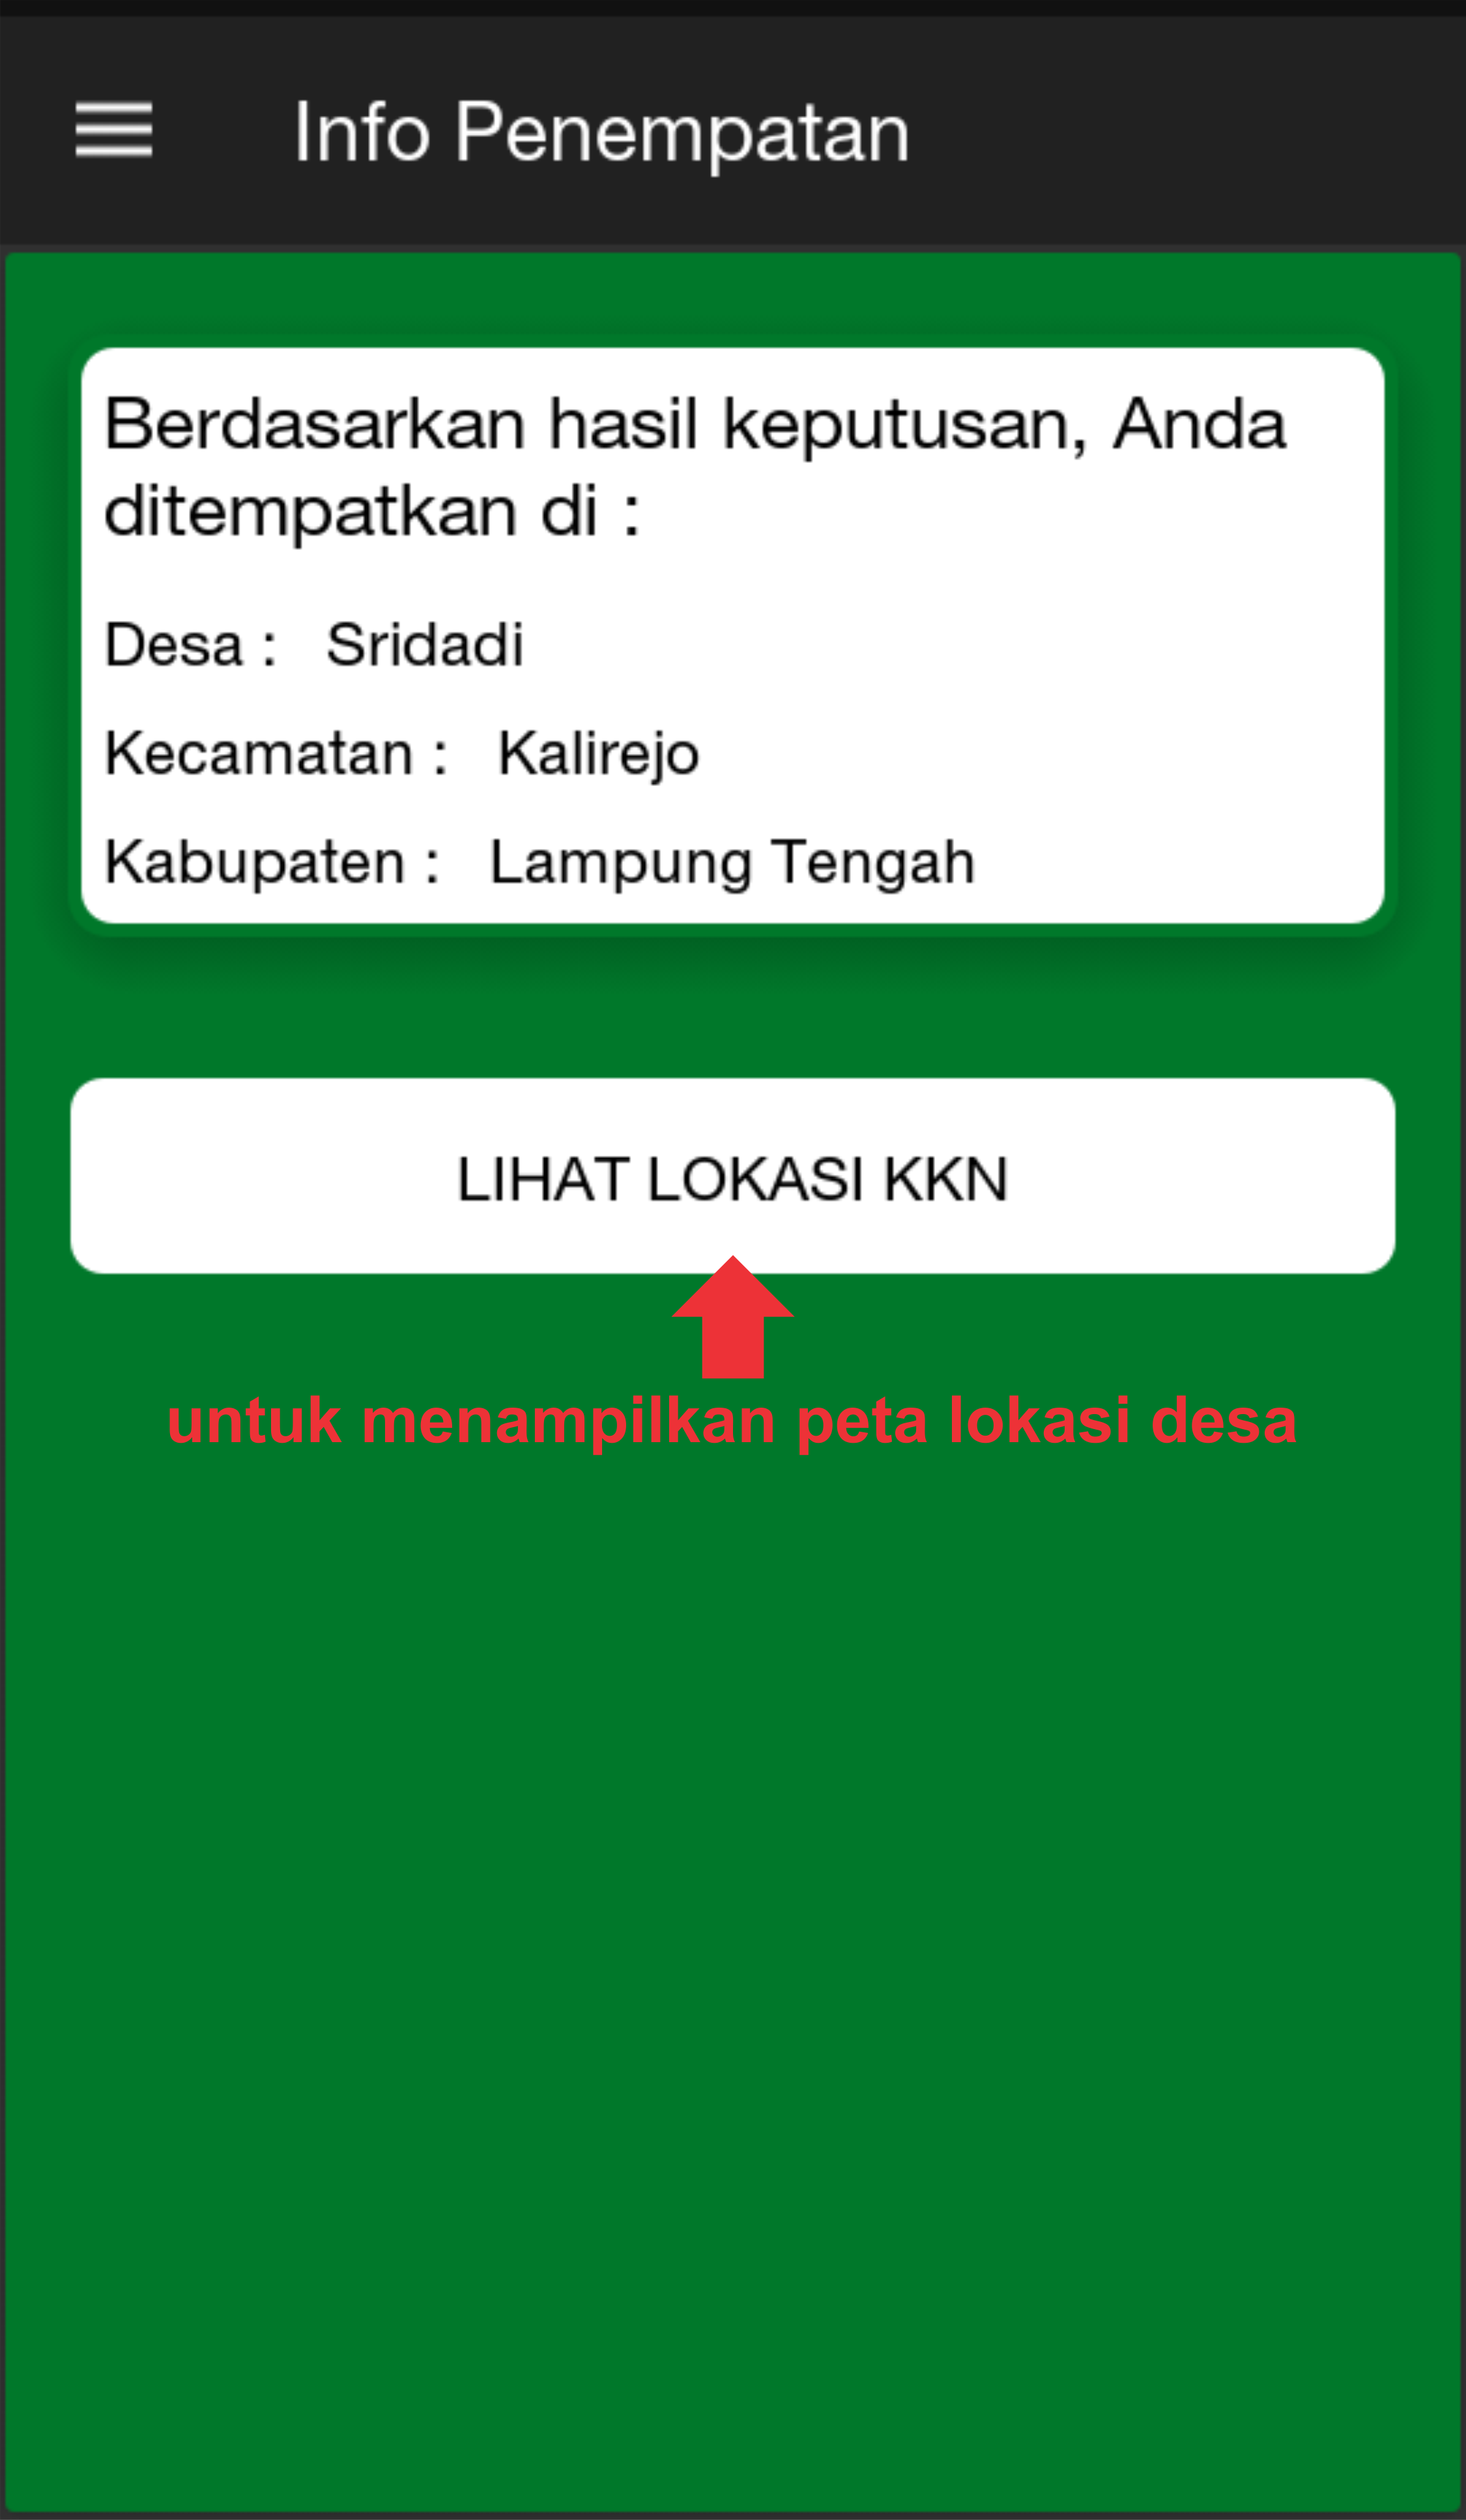 Info Penempatan
Berdasarkan hasil keputusan, Anda
ditempatkan di :
Desa : Sridadi
Kecamatan : Kalirejo
Kabupaten : Lampung Tengah
LIHAT LOKASI KKN
untuk menampilkan peta lokasi desa